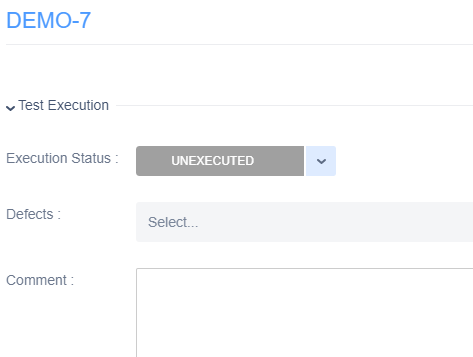 DEMO-7
Test Execution
Execution Status : UNEXECUTED
Defects : Select...
Comment :